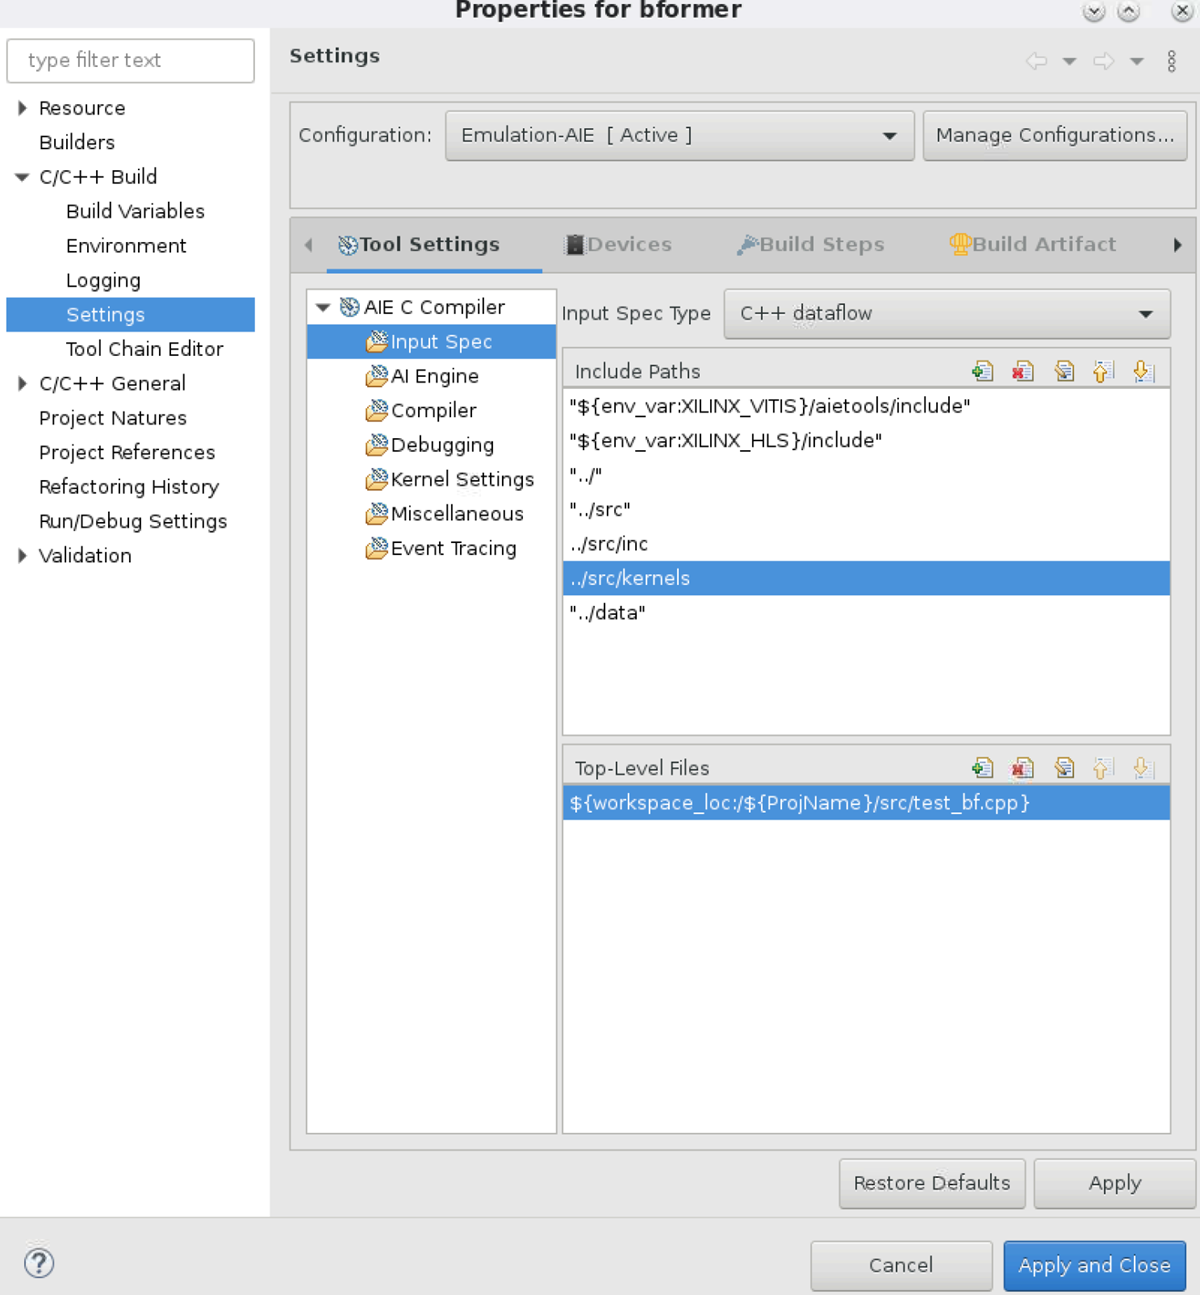 Properties for bformer
type filter text
Resource
Builders
C/C++ Build
Build Variables
Environment
Logging
Settings
Tool Chain Editor
C/C++ General
Project Natures
Project References
Refactoring History
Run/Debug Settings
Validation
Settings
Configuration: Emulation-AIE [ Active ] Manage Configurations...
Tool Settings Devices Build Steps Build Artifact
AIE C Compiler
Input Spec
AI Engine
Compiler
Debugging
Kernel Settings
Miscellaneous
Event Tracing
Input Spec Type C++ dataflow
Include Paths
"${env_var:XILINX_VITIS}/aietools/include"
"${env_var:XILINX_HLS}/include"
"../"
"../src"
../src/inc
../src/kernels
"../data"
Top-Level Files
${workspace_loc:/${ProjName}/src/test_bf.cpp}
Restore Defaults Apply
? Cancel Apply and Close